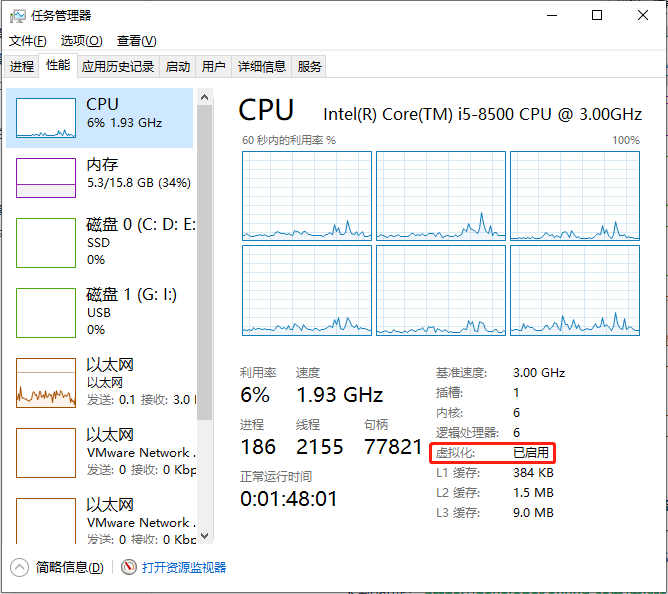 任务管理器
文件(F) 选项(O) 查看(V)
进程 性能 应用历史记录 启动 用户 详细信息 服务
CPU
6% 1.93 GHz
内存
5.3/15.8 GB (34%)
磁盘 0 (C: D: E:
SSD
0%
磁盘 1 (G: I:)
USB
0%
以太网
以太网
发送: 0.1 接收: 3.0
以太网
VMware Network .
发送: 0 接收: 0 Kbp
以太网
VMware Network .
发送: 0 接收: 0 Kbp
CPU Intel(R) Core(TM) i5-8500 CPU @ 3.00GHz
60 秒内的利用率 % 100%
利用率 速度
6% 1.93 GHz
进程 线程 句柄
186 2155 77821
正常运行时间
0:01:48:01
基准速度: 3.00 GHz
插槽: 1
内核: 6
逻辑处理器: 6
虚拟化: 已启用
L1 缓存: 384 KB
L2 缓存: 1.5 MB
L3 缓存: 9.0 MB
简略信息(D) 打开资源监视器